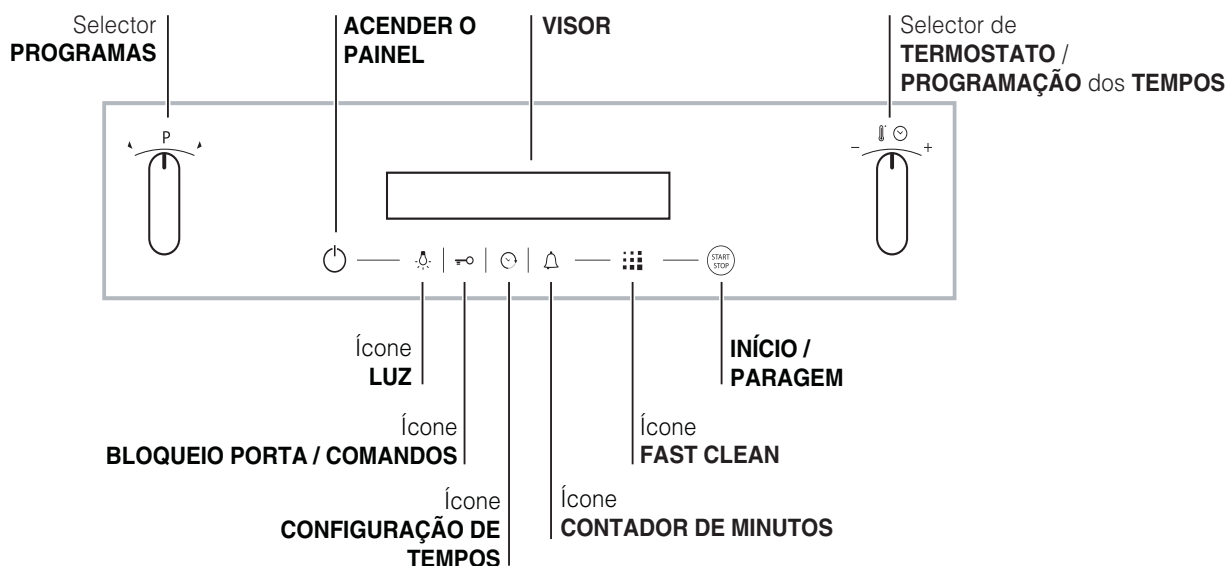 Selector
PROGRAMAS
ACENDER O
PAINEL
VISOR
Selector de
TERMOSTATO /
PROGRAMAÇÃO dos TEMPOS
P
- +
START
STOP
Ícone
LUZ
INÍCIO /
PARAGEM
Ícone
BLOQUEIO PORTA / COMANDOS
Ícone
FAST CLEAN
Ícone
CONFIGURAÇÃO DE
TEMPOS
Ícone
CONTADOR DE MINUTOS